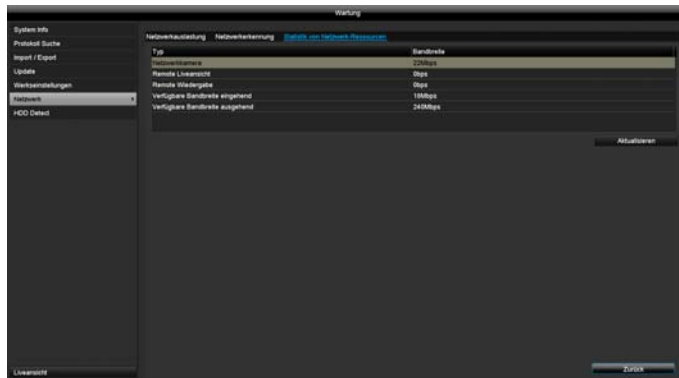 Wartung
System Info
Protokoll Suche
Import / Export
Update
Werkseinstellungen
Netzwerk
HDD Detect
Liveansicht
Netzwerkauslastung Netzwerkerkennung Statistik von Netzwerk-Ressourcen
Typ Bandbreite
Netzwerkkamera 22Mbps
Remote Liveansicht 0bps
Remote Wiedergabe 0bps
Verfügbare Bandbreite eingehend 18Mbps
Verfügbare Bandbreite ausgehend 240Mbps
Aktualisieren
Zurück